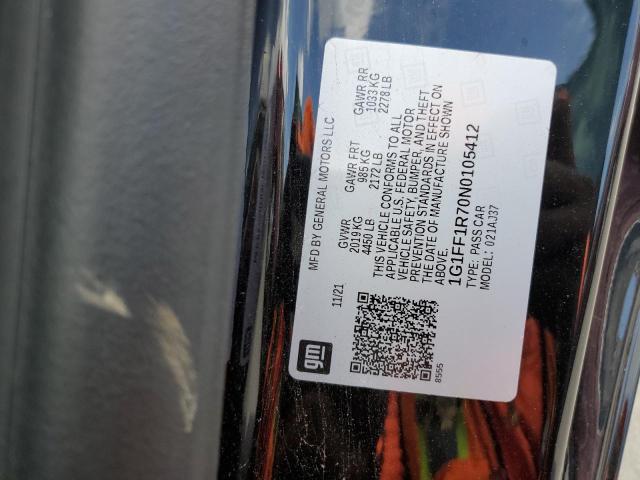 gm
MFD BY GENERAL MOTORS LLC
11/21
GVWR GAWR FRT GAWR RR
2019 KG 985 KG 1033 KG
4450 LB 2172 LB 2278 LB
THIS VEHICLE CONFORMS TO ALL
APPLICABLE U.S. FEDERAL MOTOR
VEHICLE SAFETY, BUMPER, AND THEFT
PREVENTION STANDARDS IN EFFECT ON
THE DATE OF MANUFACTURE SHOWN
ABOVE.
1G1FF1R70N0105412
TYPE: PASS CAR
MODEL: 021AJ37
8555